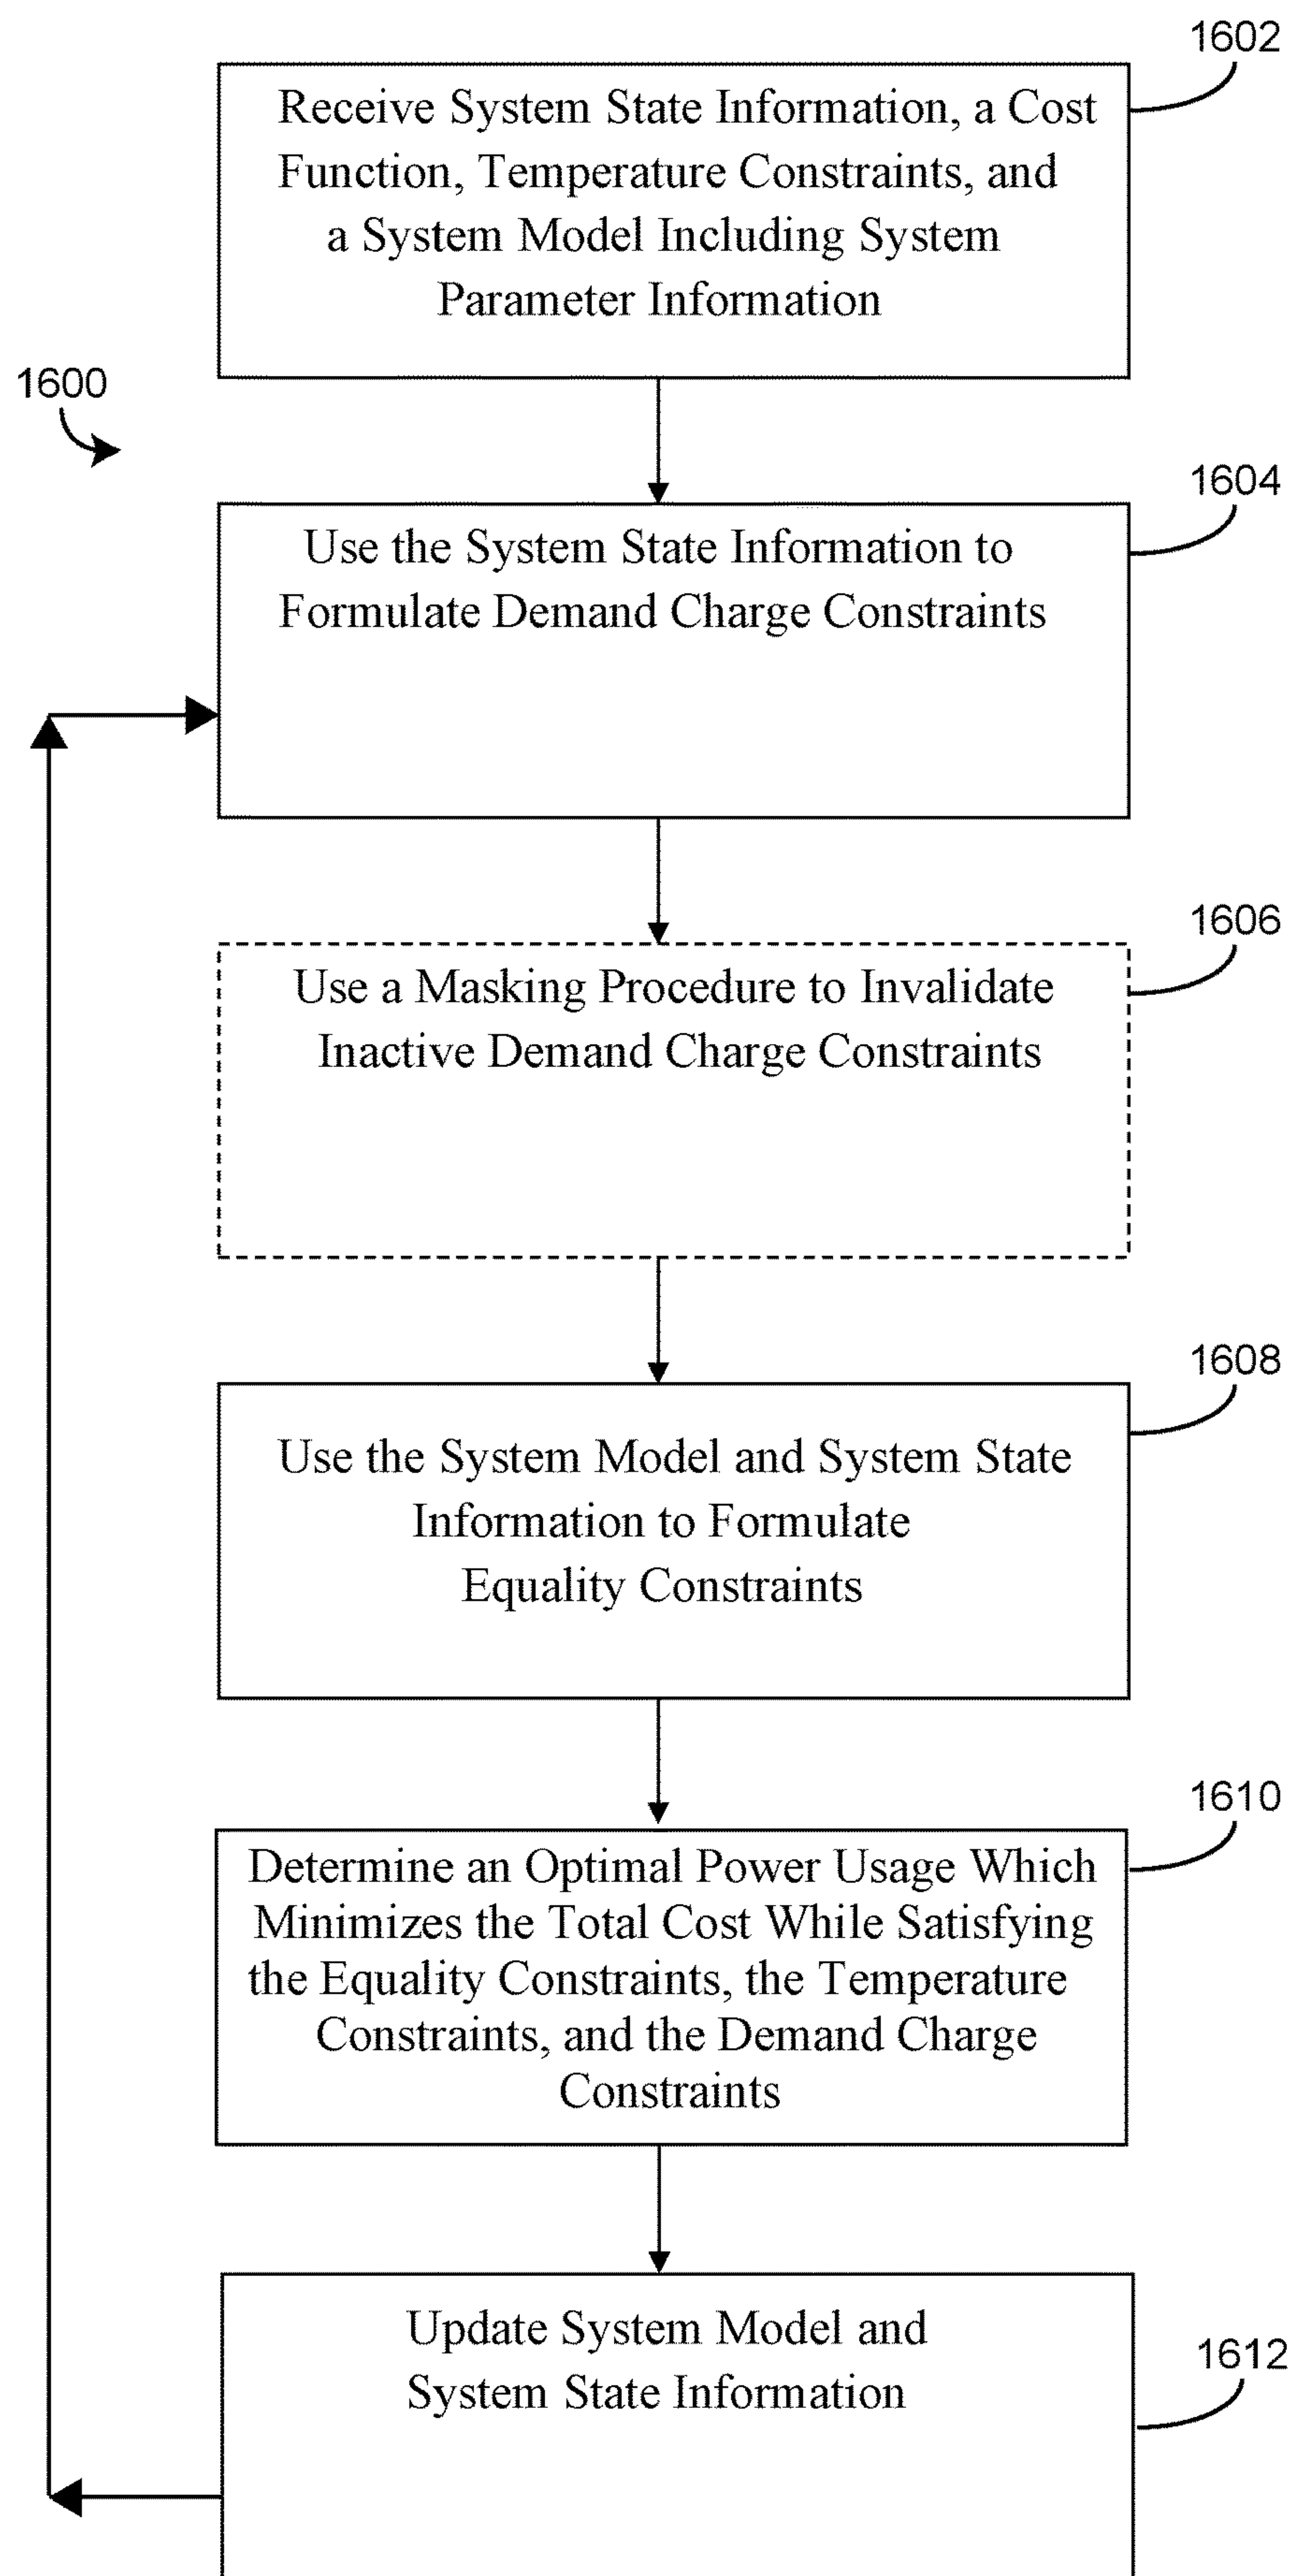 1602
Receive System State Information, a Cost
Function, Temperature Constraints, and
a System Model Including System
Parameter Information
1600
1604
Use the System State Information to
Formulate Demand Charge Constraints
1606
Use a Masking Procedure to Invalidate
Inactive Demand Charge Constraints
1608
Use the System Model and System State
Information to Formulate
Equality Constraints
1610
Determine an Optimal Power Usage Which
Minimizes the Total Cost While Satisfying
the Equality Constraints, the Temperature
Constraints, and the Demand Charge
Constraints
1612
Update System Model and
System State Information